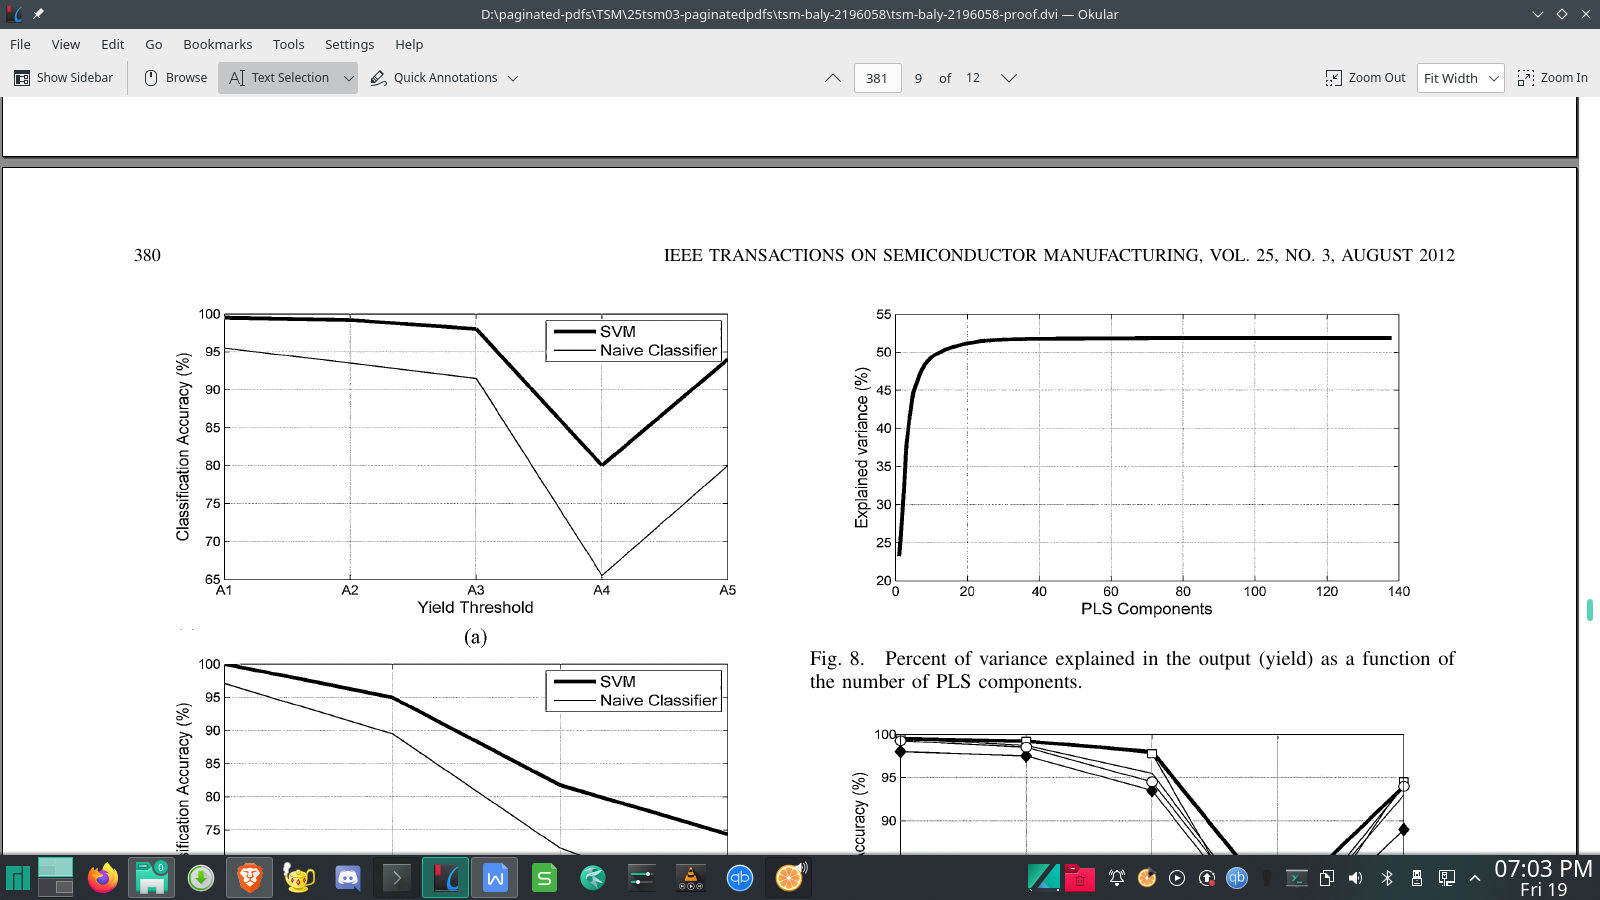 D:\paginated-pdfs\TSM\25tsm03-paginatedpdfs\tsm-baly-2196058\tsm-baly-2196058-proof.dvi — Okular
File View Edit Go Bookmarks Tools Settings Help
Show Sidebar Browse Text Selection Quick Annotations 381 9 of 12 Zoom Out Fit Width Zoom In
380 IEEE TRANSACTIONS ON SEMICONDUCTOR MANUFACTURING, VOL. 25, NO. 3, AUGUST 2012
100
95
90
85
80
75
70
65
Classification Accuracy (%)
SVM
Naive Classifier
A1 A2 A3 A4 A5
Yield Threshold
(a)
100
95
90
85
80
75
sification Accuracy (%)
SVM
Naive Classifier
55
50
45
40
35
30
25
20
Explained variance (%)
0 20 40 60 80 100 120 140
PLS Components
Fig. 8. Percent of variance explained in the output (yield) as a function of
the number of PLS components.
100
95
90
Accuracy (%)
0
W
S
qb
qb
07:03 PM
Fri 19